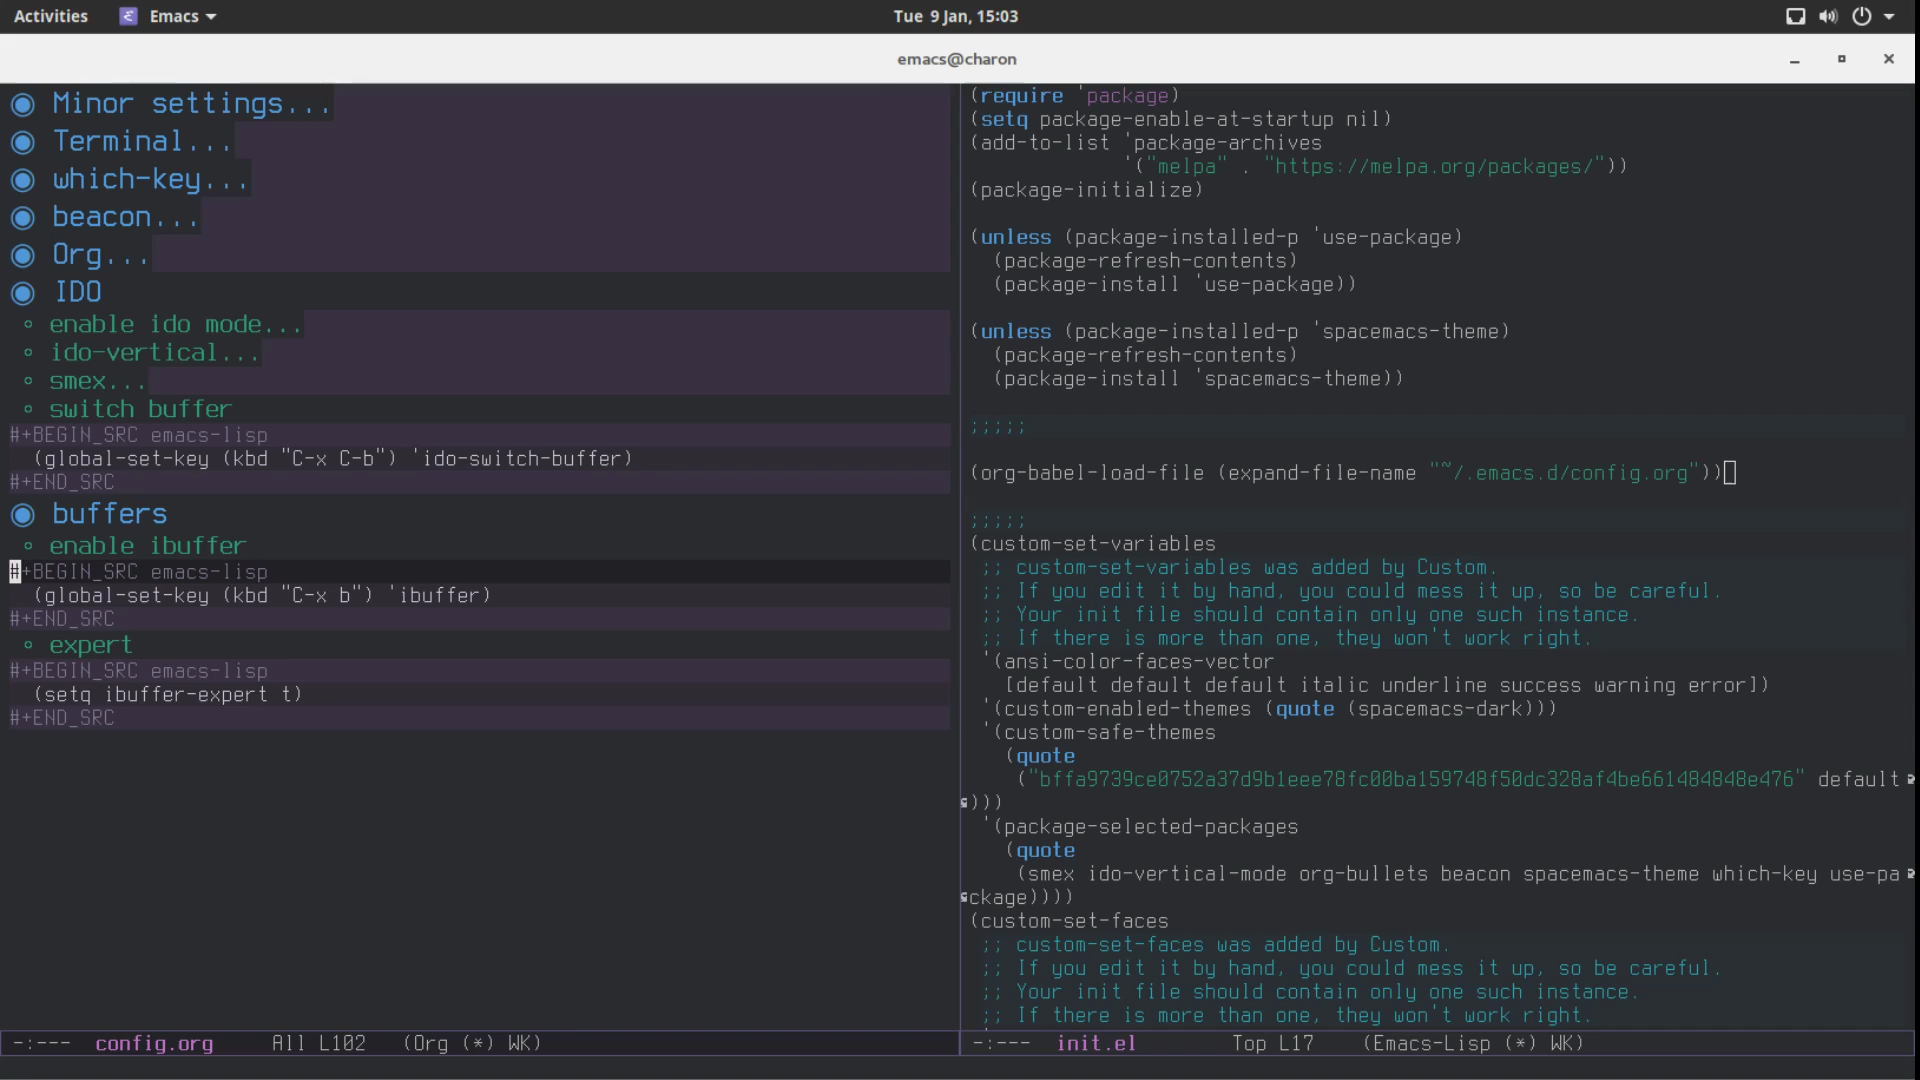 Activities Emacs Tue 9 Jan, 15:03
emacs@charon
Minor settings...
Terminal...
which-key...
beacon...
Org...
IDO
enable ido mode...
ido-vertical...
smex...
switch buffer
#+BEGIN_SRC emacs-lisp
(global-set-key (kbd "C-x C-b") 'ido-switch-buffer)
#+END_SRC
buffers
enable ibuffer
#+BEGIN_SRC emacs-lisp
(global-set-key (kbd "C-x b") 'ibuffer)
#+END_SRC
expert
#+BEGIN_SRC emacs-lisp
(setq ibuffer-expert t)
#+END_SRC
-:--- config.org All L102 (Org (*) WK)
(require 'package)
(setq package-enable-at-startup nil)
(add-to-list 'package-archives
'("melpa" . "https://melpa.org/packages/"))
(package-initialize)
(unless (package-installed-p 'use-package)
(package-refresh-contents)
(package-install 'use-package))
(unless (package-installed-p 'spacemacs-theme)
(package-refresh-contents)
(package-install 'spacemacs-theme))
;;;;;
(org-babel-load-file (expand-file-name "~/.emacs.d/config.org"))
;;;;;
(custom-set-variables
;; custom-set-variables was added by Custom.
;; If you edit it by hand, you could mess it up, so be careful.
;; Your init file should contain only one such instance.
;; If there is more than one, they won't work right.
'(ansi-color-faces-vector
[default default default italic underline success warning error])
'(custom-enabled-themes (quote (spacemacs-dark)))
'(custom-safe-themes
(quote
("bffa9739ce0752a37d9b1eee78fc00ba159748f50dc328af4be661484848e476" default
)))
'(package-selected-packages
(quote
(smex ido-vertical-mode org-bullets beacon spacemacs-theme which-key use-pa
ckage))))
(custom-set-faces
;; custom-set-faces was added by Custom.
;; If you edit it by hand, you could mess it up, so be careful.
;; Your init file should contain only one such instance.
;; If there is more than one, they won't work right.
-:--- init.el Top L17 (Emacs-Lisp (*) WK)